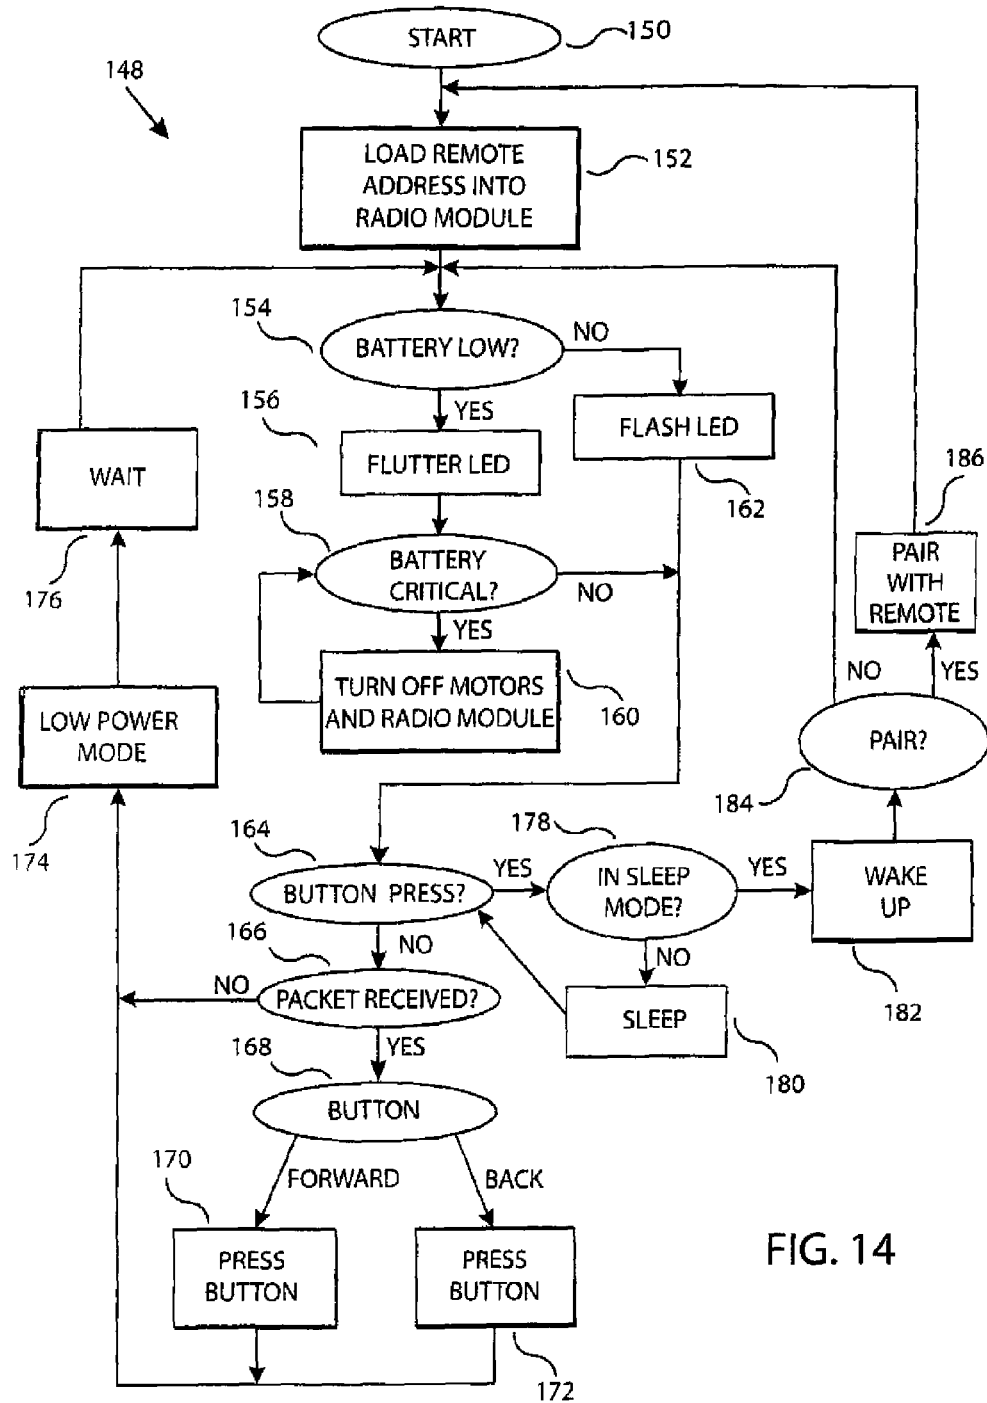 START
150
148
LOAD REMOTE
ADDRESS INTO
RADIO MODULE
152
154
BATTERY LOW?
NO
YES
156
FLUTTER LED
FLASH LED
162
WAIT
176
158
BATTERY
CRITICAL?
NO
YES
186
PAIR
WITH
REMOTE
TURN OFF MOTORS
AND RADIO MODULE
160
NO
YES
LOW POWER
MODE
174
PAIR?
184
164
BUTTON PRESS?
YES
178
IN SLEEP
MODE?
YES
WAKE
UP
182
NO
NO
166
PACKET RECEIVED?
NO
SLEEP
180
YES
168
BUTTON
FORWARD
BACK
170
PRESS
BUTTON
PRESS
BUTTON
172
FIG. 14